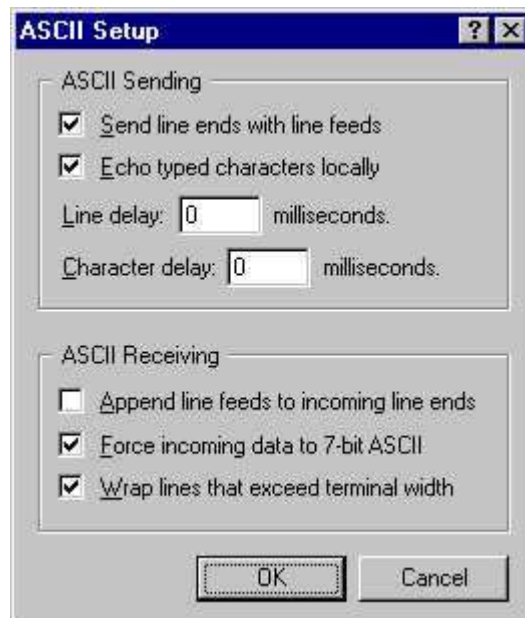 ASCII Setup
ASCII Sending
Send line ends with line feeds
Echo typed characters locally
Line delay: 0 milliseconds.
Character delay: 0 milliseconds.
ASCII Receiving
Append line feeds to incoming line ends
Force incoming data to 7-bit ASCII
Wrap lines that exceed terminal width
OK Cancel